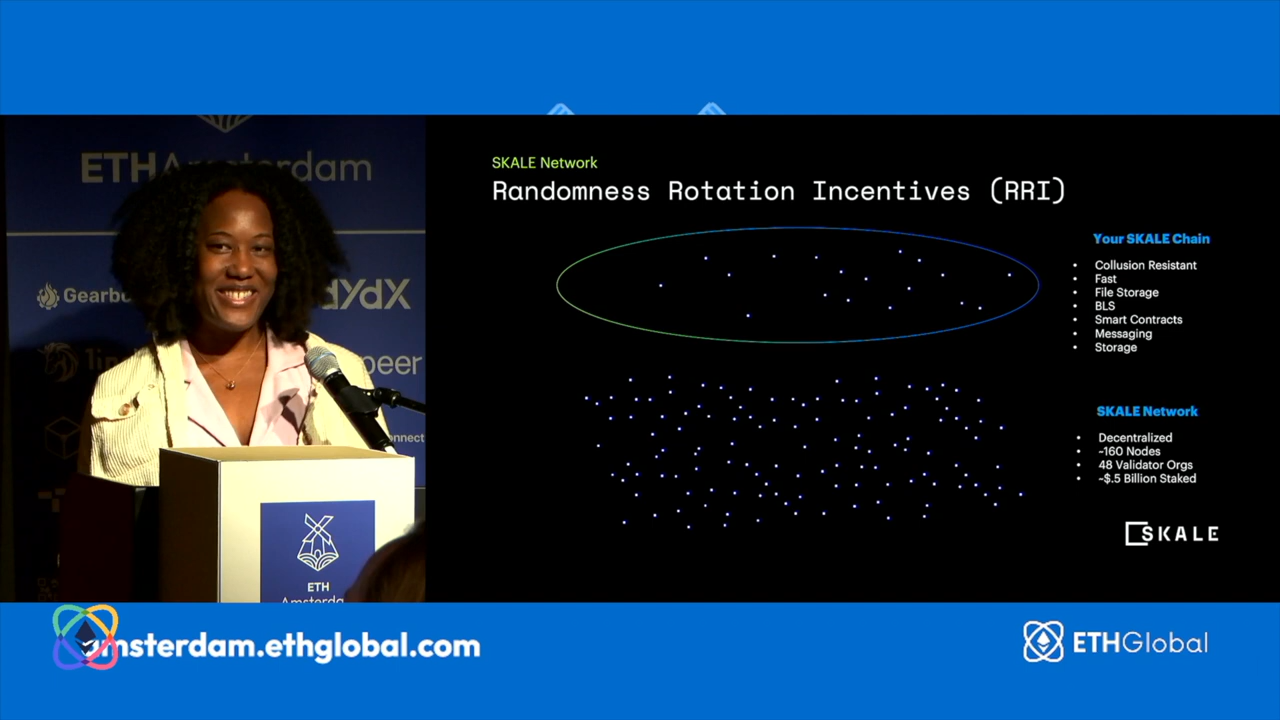 ETHAmsterdam
dYdX
SKALE Network
Randomness Rotation Incentives (RRI)
Your SKALE Chain
• Collusion Resistant
• Fast
• File Storage
• BLS
• Smart Contracts
• Messaging
• Storage
SKALE Network
• Decentralized
• ~160 Nodes
• 48 Validator Orgs
• ~$.5 Billion Staked
SKALE
ETH
msterdam.ethglobal.com
ETHGlobal